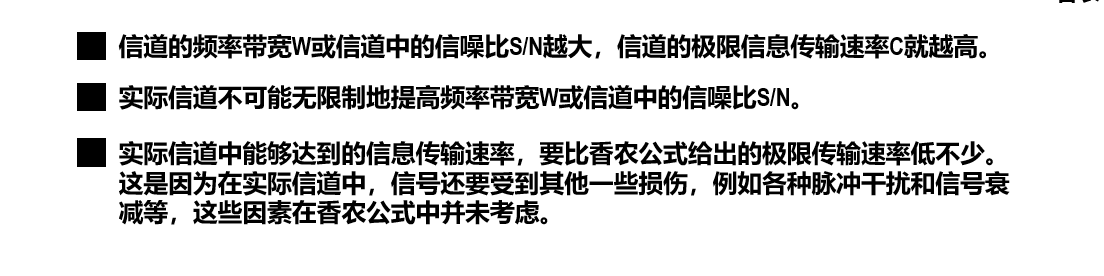 信道的频率带宽W或信道中的信噪比S/N越大，信道的极限信息传输速率C就越高。
实际信道不可能无限制地提高频率带宽W或信道中的信噪比S/N。
实际信道中能够达到的信息传输速率，要比香农公式给出的极限传输速率低不少。
这是因为在实际信道中，信号还要受到其他一些损伤，例如各种脉冲干扰和信号衰
减等，这些因素在香农公式中并未考虑。